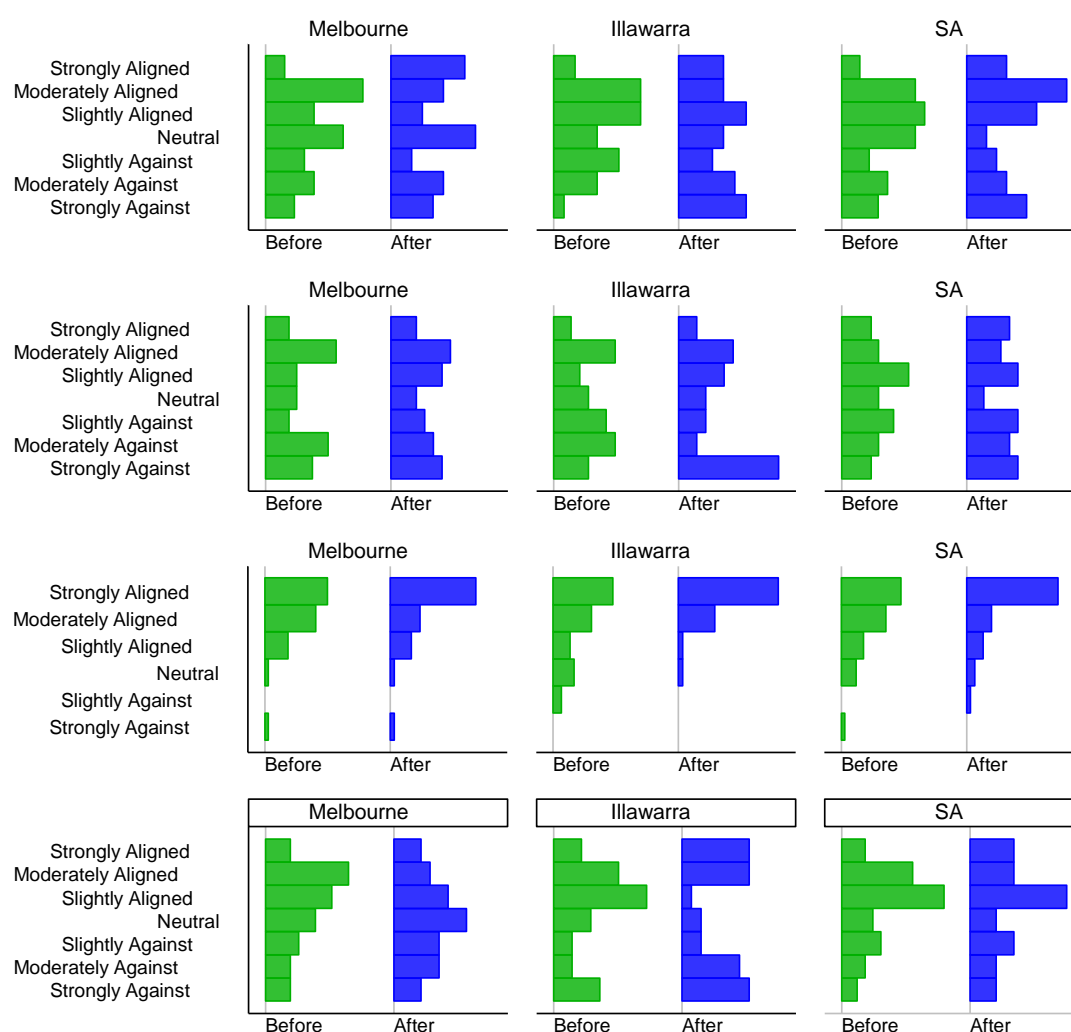 Melbourne Illawarra SA
Strongly Aligned
Moderately Aligned
Slightly Aligned
Neutral
Slightly Against
Moderately Against
Strongly Against
Before After Before After Before After
Melbourne Illawarra SA
Strongly Aligned
Moderately Aligned
Slightly Aligned
Neutral
Slightly Against
Moderately Against
Strongly Against
Before After Before After Before After
Melbourne Illawarra SA
Strongly Aligned
Moderately Aligned
Slightly Aligned
Neutral
Slightly Against
Strongly Against
Before After Before After Before After
Melbourne Illawarra SA
Strongly Aligned
Moderately Aligned
Slightly Aligned
Neutral
Slightly Against
Moderately Against
Strongly Against
Before After Before After Before After